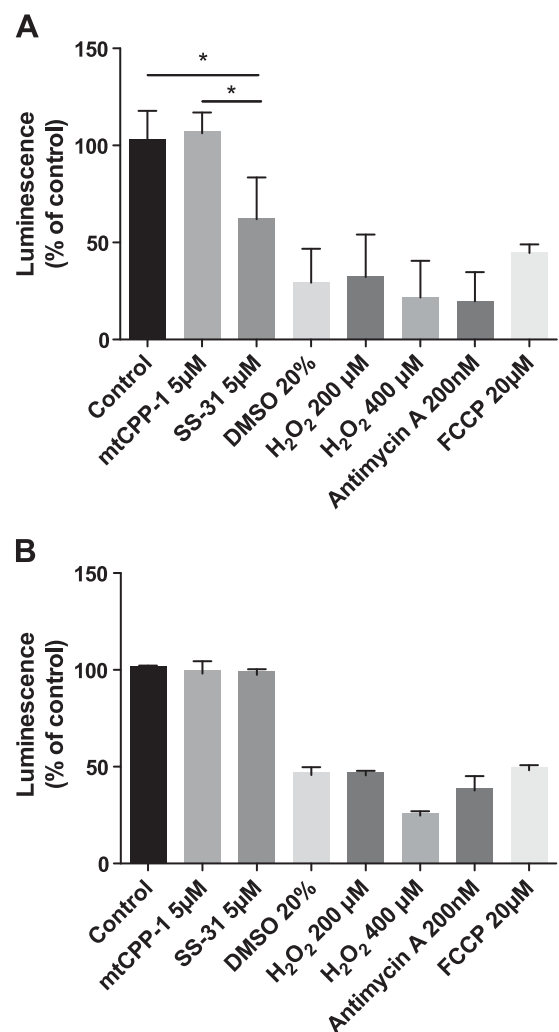 A
150
100
50
0
Luminescence
(% of control)
*
*
Control
mtCPP-1 5µM
SS-31 5µM
DMSO 20%
H₂O₂ 200 µM
H₂O₂ 400 µM
Antimycin A 200nM
FCCP 20µM
B
150
100
50
0
Luminescence
(% of control)
Control
mtCPP-1 5µM
SS-31 5µM
DMSO 20%
H₂O₂ 200 µM
H₂O₂ 400 µM
Antimycin A 200nM
FCCP 20µM